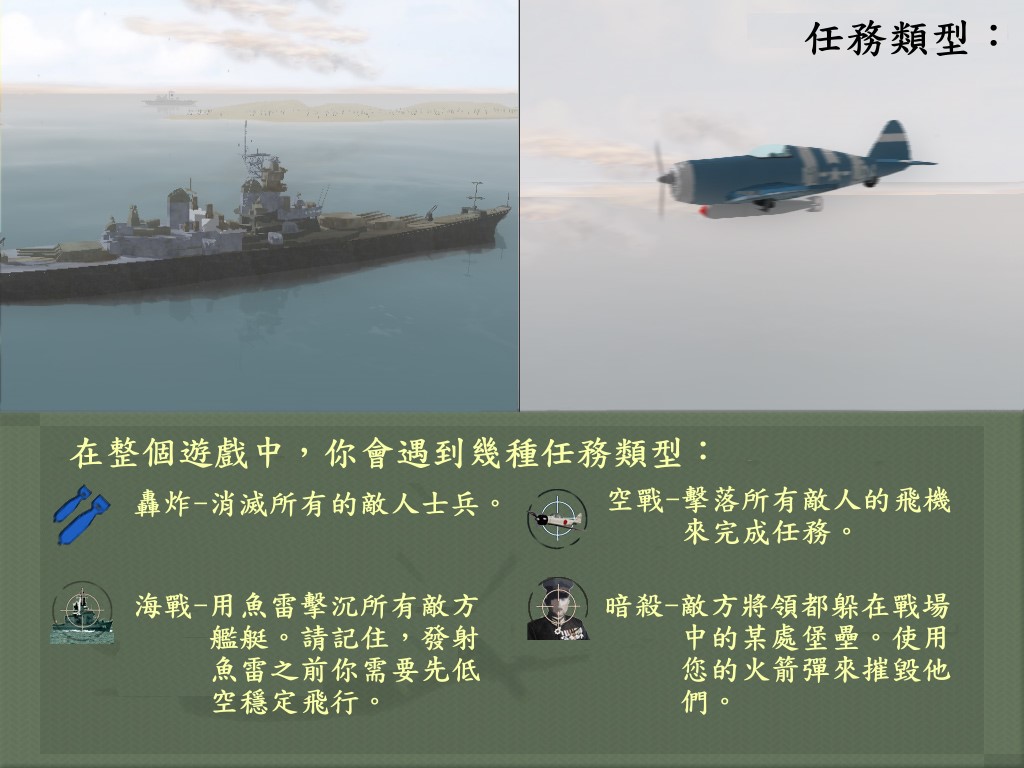 任務類型：
在整個遊戲中，你會遇到幾種任務類型：
轟炸-消滅所有的敵人士兵。
空戰-擊落所有敵人的飛機
來完成任務。
海戰-用魚雷擊沉所有敵方
艦艇。請記住，發射
魚雷之前你需要先低
空穩定飛行。
暗殺-敵方將領都躲在戰場
中的某處堡壘。使用
您的火箭彈來摧毀他
們。